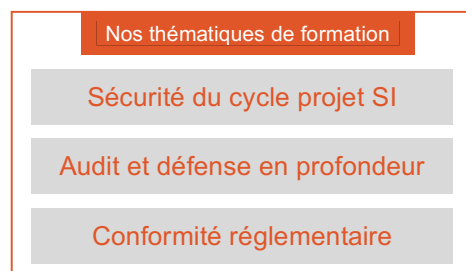 Nos thématiques de formation
Sécurité du cycle projet SI
Audit et défense en profondeur
Conformité réglementaire